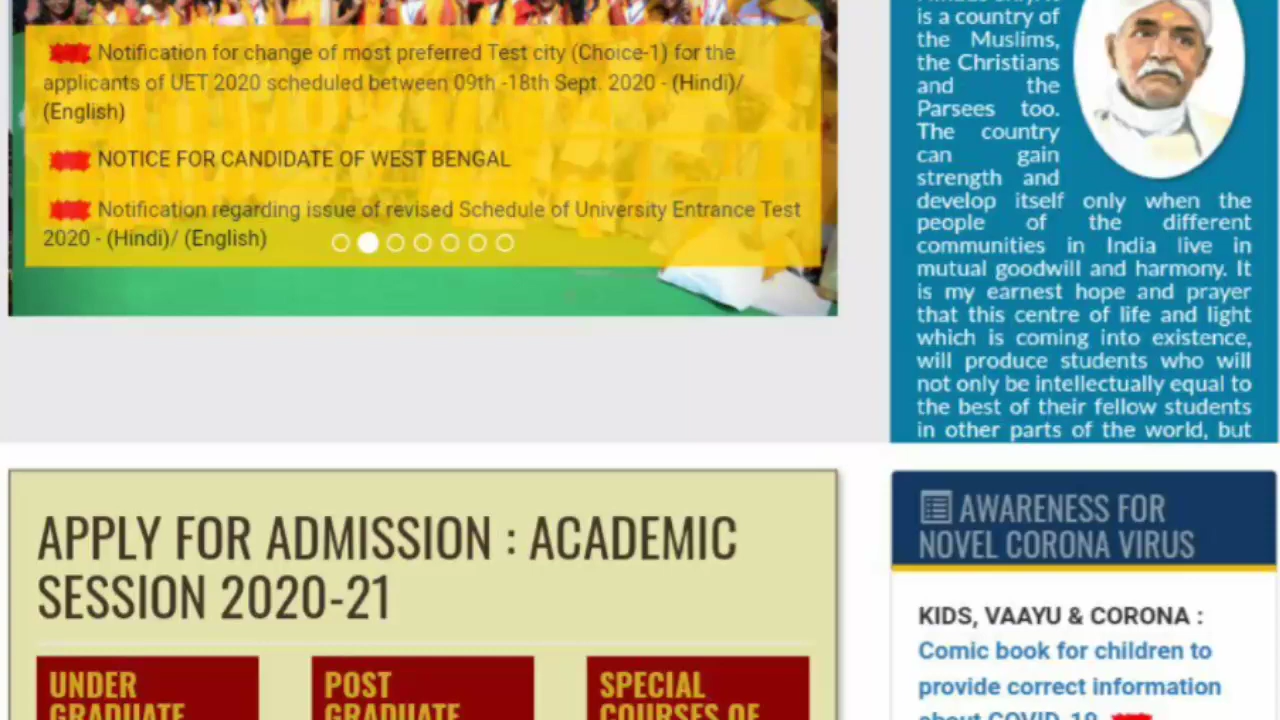 Notification for change of most preferred Test city (Choice-1) for the
applicants of UET 2020 scheduled between 09th -18th Sept. 2020 - (Hindi)/
(English)
NOTICE FOR CANDIDATE OF WEST BENGAL
Notification regarding issue of revised Schedule of University Entrance Test
2020 - (Hindi)/ (English)
is a country of
the Muslims,
the Christians
and the
Parsees too.
The country
can gain
strength and
develop itself only when the
people of the different
communities in India live in
mutual goodwill and harmony. It
is my earnest hope and prayer
that this centre of life and light
which is coming into existence,
will produce students who will
not only be intellectually equal to
the best of their fellow students
in other parts of the world, but
APPLY FOR ADMISSION : ACADEMIC
SESSION 2020-21
UNDER
GRADUATE
POST
GRADUATE
SPECIAL
COURSES OF
AWARENESS FOR
NOVEL CORONA VIRUS
KIDS, VAAYU & CORONA :
Comic book for children to
provide correct information
about COVID-19